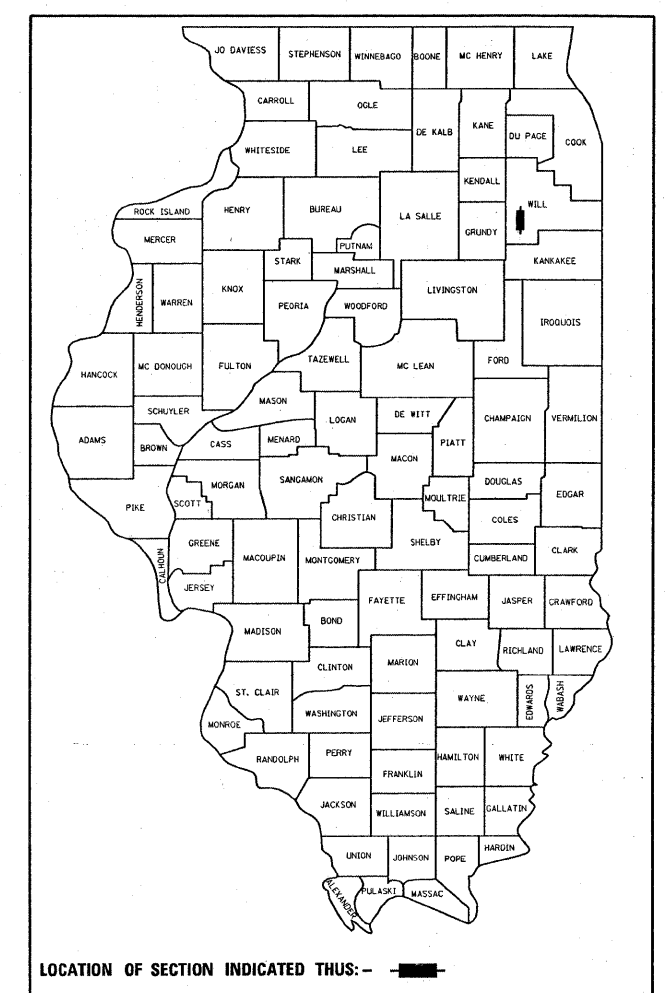 JO DAVIESS
STEPHENSON
WINNEBAGO
BOONE
MC HENRY
LAKE
CARROLL
OGLE
DE KALB
KANE
DU PAGE
COOK
WHITESIDE
LEE
KENDALL
WILL
ROCK ISLAND
HENRY
BUREAU
LA SALLE
GRUNDY
MERCER
PUTNAM
STARK
MARSHALL
KANKAKEE
HENDERSON
WARREN
KNOX
PEORIA
WOODFORD
LIVINGSTON
IROQUOIS
HANCOCK
MC DONOUGH
FULTON
TAZEWELL
MC LEAN
FORD
MASON
SCHUYLER
LOGAN
DE WITT
CHAMPAIGN
VERMILION
ADAMS
BROWN
CASS
MENARD
PIATT
MACON
MORGAN
SANGAMON
DOUGLAS
EDGAR
PIKE
SCOTT
CHRISTIAN
MOULTRIE
COLES
GREENE
MACOUPIN
MONTGOMERY
SHELBY
CUMBERLAND
CLARK
CALHOUN
JERSEY
FAYETTE
EFFINGHAM
JASPER
CRAWFORD
MADISON
BOND
CLAY
RICHLAND
LAWRENCE
CLINTON
MARION
ST. CLAIR
WAYNE
EDWARDS
WABASH
MONROE
WASHINGTON
JEFFERSON
RANDOLPH
PERRY
HAMILTON
WHITE
FRANKLIN
JACKSON
WILLIAMSON
SALINE
GALLATIN
UNION
JOHNSON
POPE
HARDIN
ALEXANDER
PULASKI
MASSAC
LOCATION OF SECTION INDICATED THUS: -